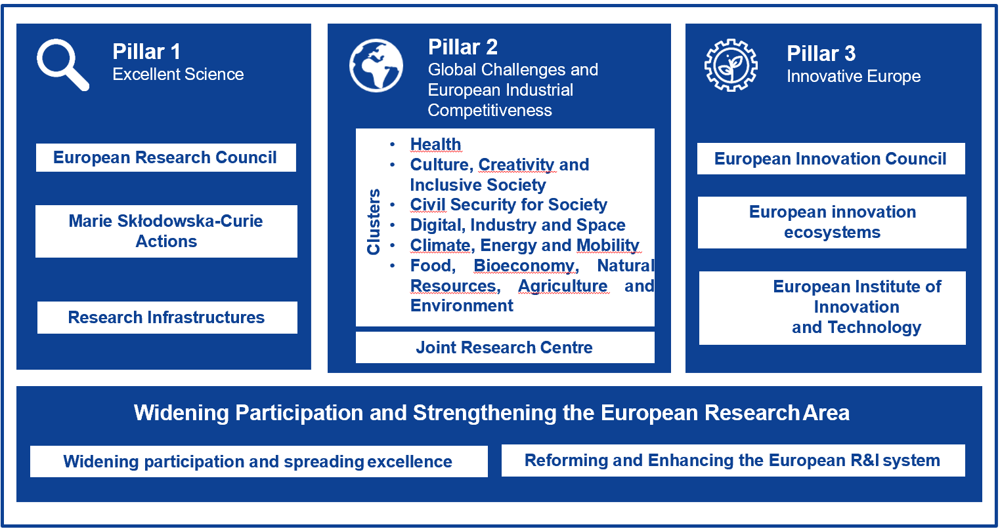 Pillar 1
Excellent Science
European Research Council
Marie Skłodowska-Curie
Actions
Research Infrastructures
Pillar 2
Global Challenges and
European Industrial
Competitiveness
Clusters
• Health
• Culture, Creativity and
Inclusive Society
• Civil Security for Society
• Digital, Industry and Space
• Climate, Energy and Mobility
• Food, Bioeconomy, Natural
Resources, Agriculture and
Environment
Joint Research Centre
Pillar 3
Innovative Europe
European Innovation Council
European innovation
ecosystems
European Institute of
Innovation
and Technology
Widening Participation and Strengthening the European Research Area
Widening participation and spreading excellence
Reforming and Enhancing the European R&I system